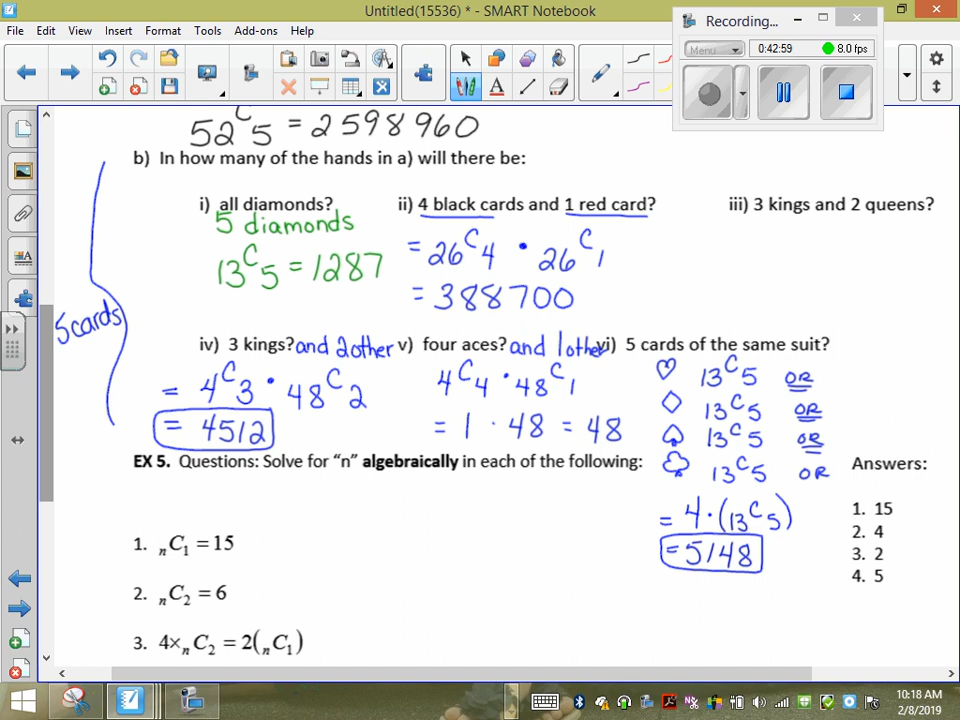 Untitled(15536) * - SMART Notebook
File Edit View Insert Format Tools Add-ons Help
Recording...
Menu
0:42:59
8.0 fps
52C5 = 2598960
b) In how many of the hands in a) will there be:
i) all diamonds? ii) 4 black cards and 1 red card? iii) 3 kings and 2 queens?
5 diamonds
13C5 = 1287
= 26C4 • 26C1
= 388700
5 cards
iv) 3 kings? and 2 other v) four aces? and 1 other vi) 5 cards of the same suit?
= 4C3 • 48C2
= 4512
4C4 • 48C1
= 1 · 48 = 48
♡ 13C5 OR
◇ 13C5 OR
♤ 13C5 OR
♧ 13C5 OR
= 4 • (13C5)
= 5148
EX 5. Questions: Solve for “n” algebraically in each of the following:
Answers:
1. 15
2. 4
3. 2
4. 5
1. nC1 = 15
2. nC2 = 6
3. 4×nC2 = 2(nC1)
10:18 AM
2/8/2019